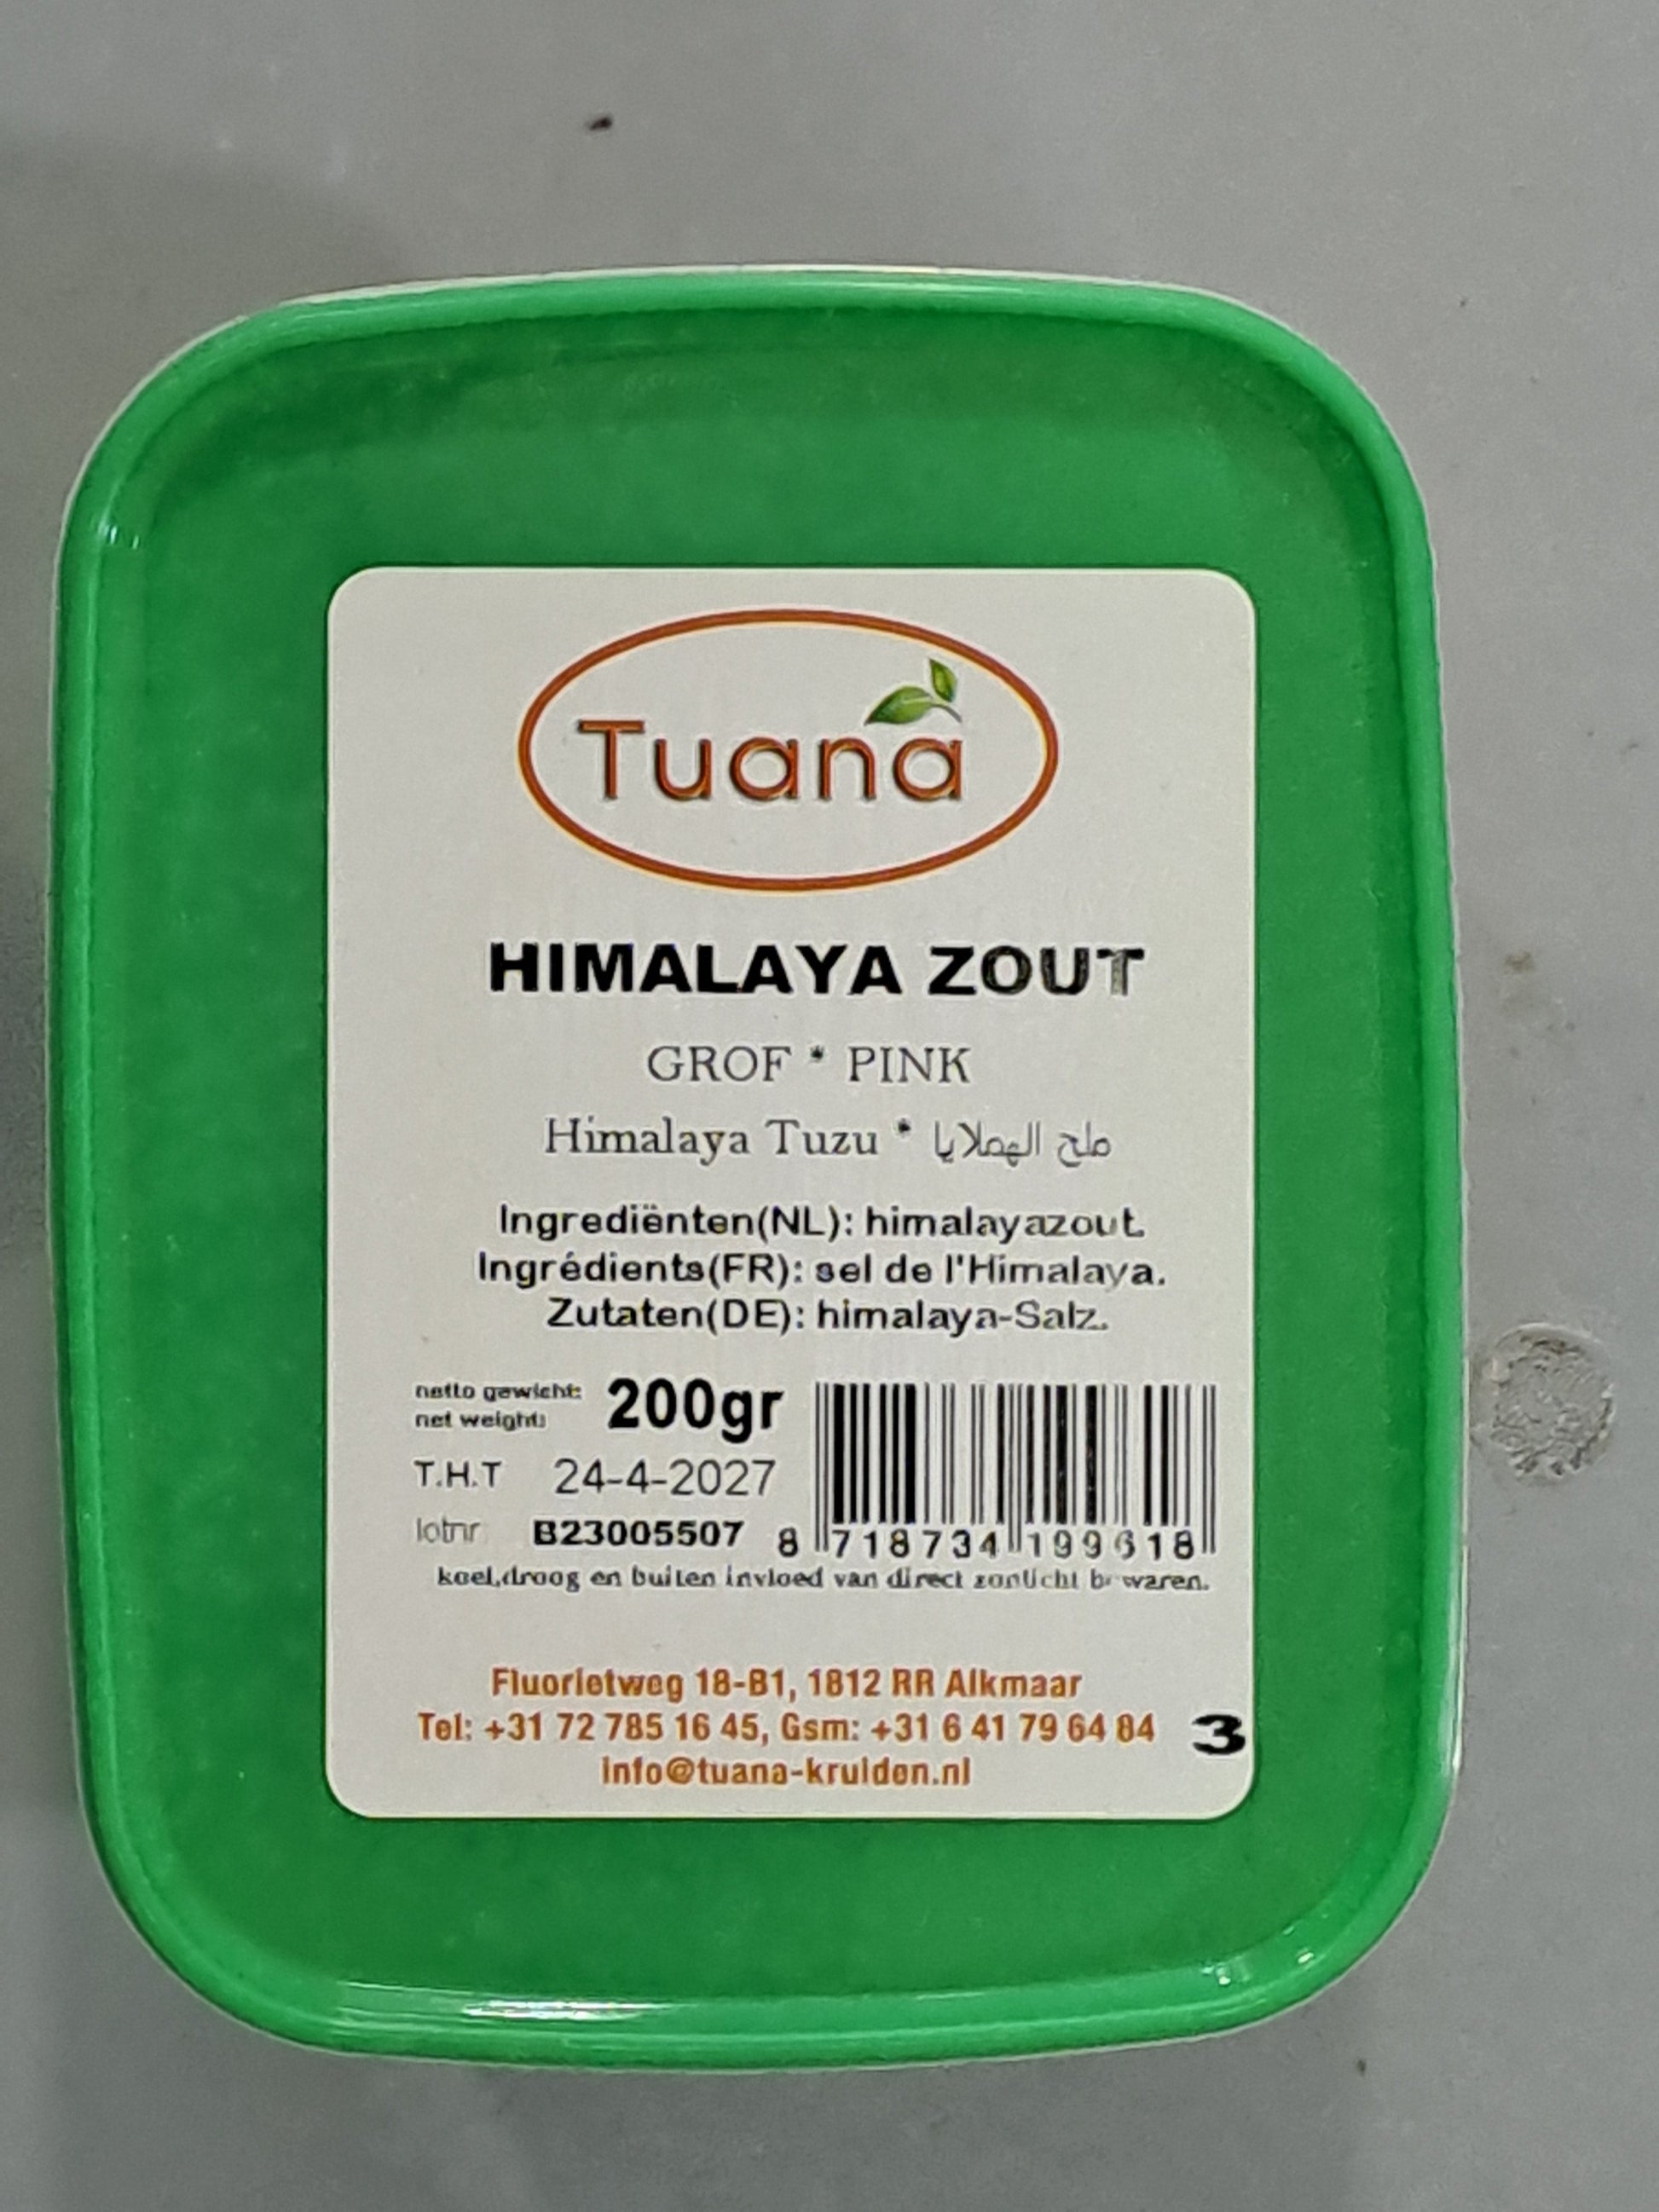 Tuana
HIMALAYA ZOUT
GROF * PINK
Himalaya Tuzu * ملح الهملايا
Ingrediënten(NL): himalayazout.
Ingrédients(FR): sel de l'Himalaya.
Zutaten(DE): himalaya-Salz.
netto gewicht:
net weight:
200gr
T.H.T 24-4-2027
lotnr B23005507
8 718734 199618
koel,droog en buiten invloed van direct zonlicht bewaren.
Fluorietweg 18-B1, 1812 RR Alkmaar
Tel: +31 72 785 16 45, Gsm: +31 6 41 79 64 84
3
info@tuana-kruiden.nl